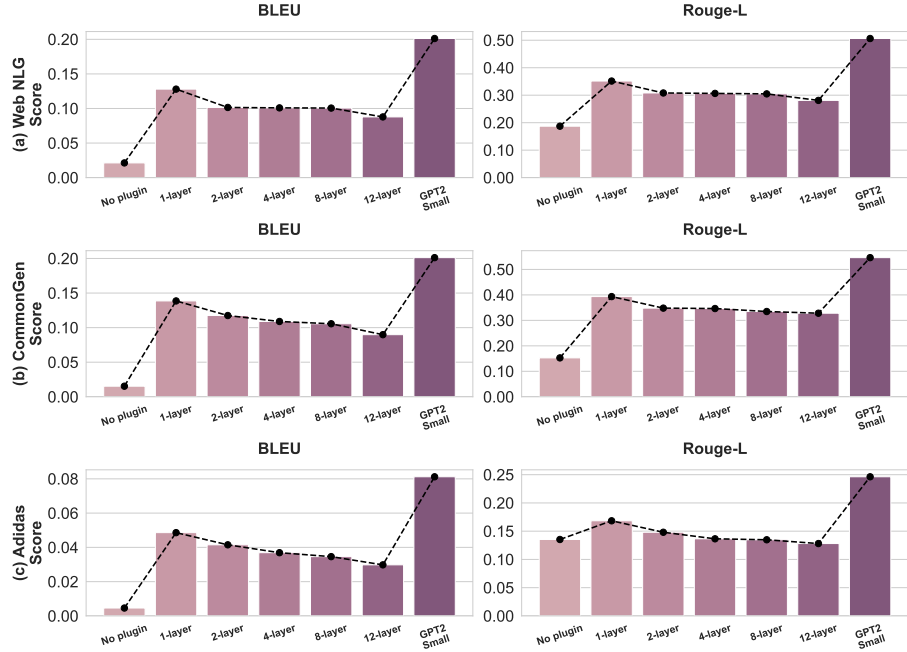 BLEU
Rouge-L
(a) Web NLG
Score
0.20
0.15
0.10
0.05
0.00
0.50
0.40
0.30
0.20
0.10
0.00
No plugin 1-layer 2-layer 4-layer 8-layer 12-layer GPT2 Small
No plugin 1-layer 2-layer 4-layer 8-layer 12-layer GPT2 Small
BLEU
Rouge-L
(b) CommonGen
Score
0.20
0.15
0.10
0.05
0.00
0.50
0.40
0.30
0.20
0.10
0.00
No plugin 1-layer 2-layer 4-layer 8-layer 12-layer GPT2 Small
No plugin 1-layer 2-layer 4-layer 8-layer 12-layer GPT2 Small
BLEU
Rouge-L
(c) Adidas
Score
0.08
0.06
0.04
0.02
0.00
0.25
0.20
0.15
0.10
0.05
0.00
No plugin 1-layer 2-layer 4-layer 8-layer 12-layer GPT2 Small
No plugin 1-layer 2-layer 4-layer 8-layer 12-layer GPT2 Small